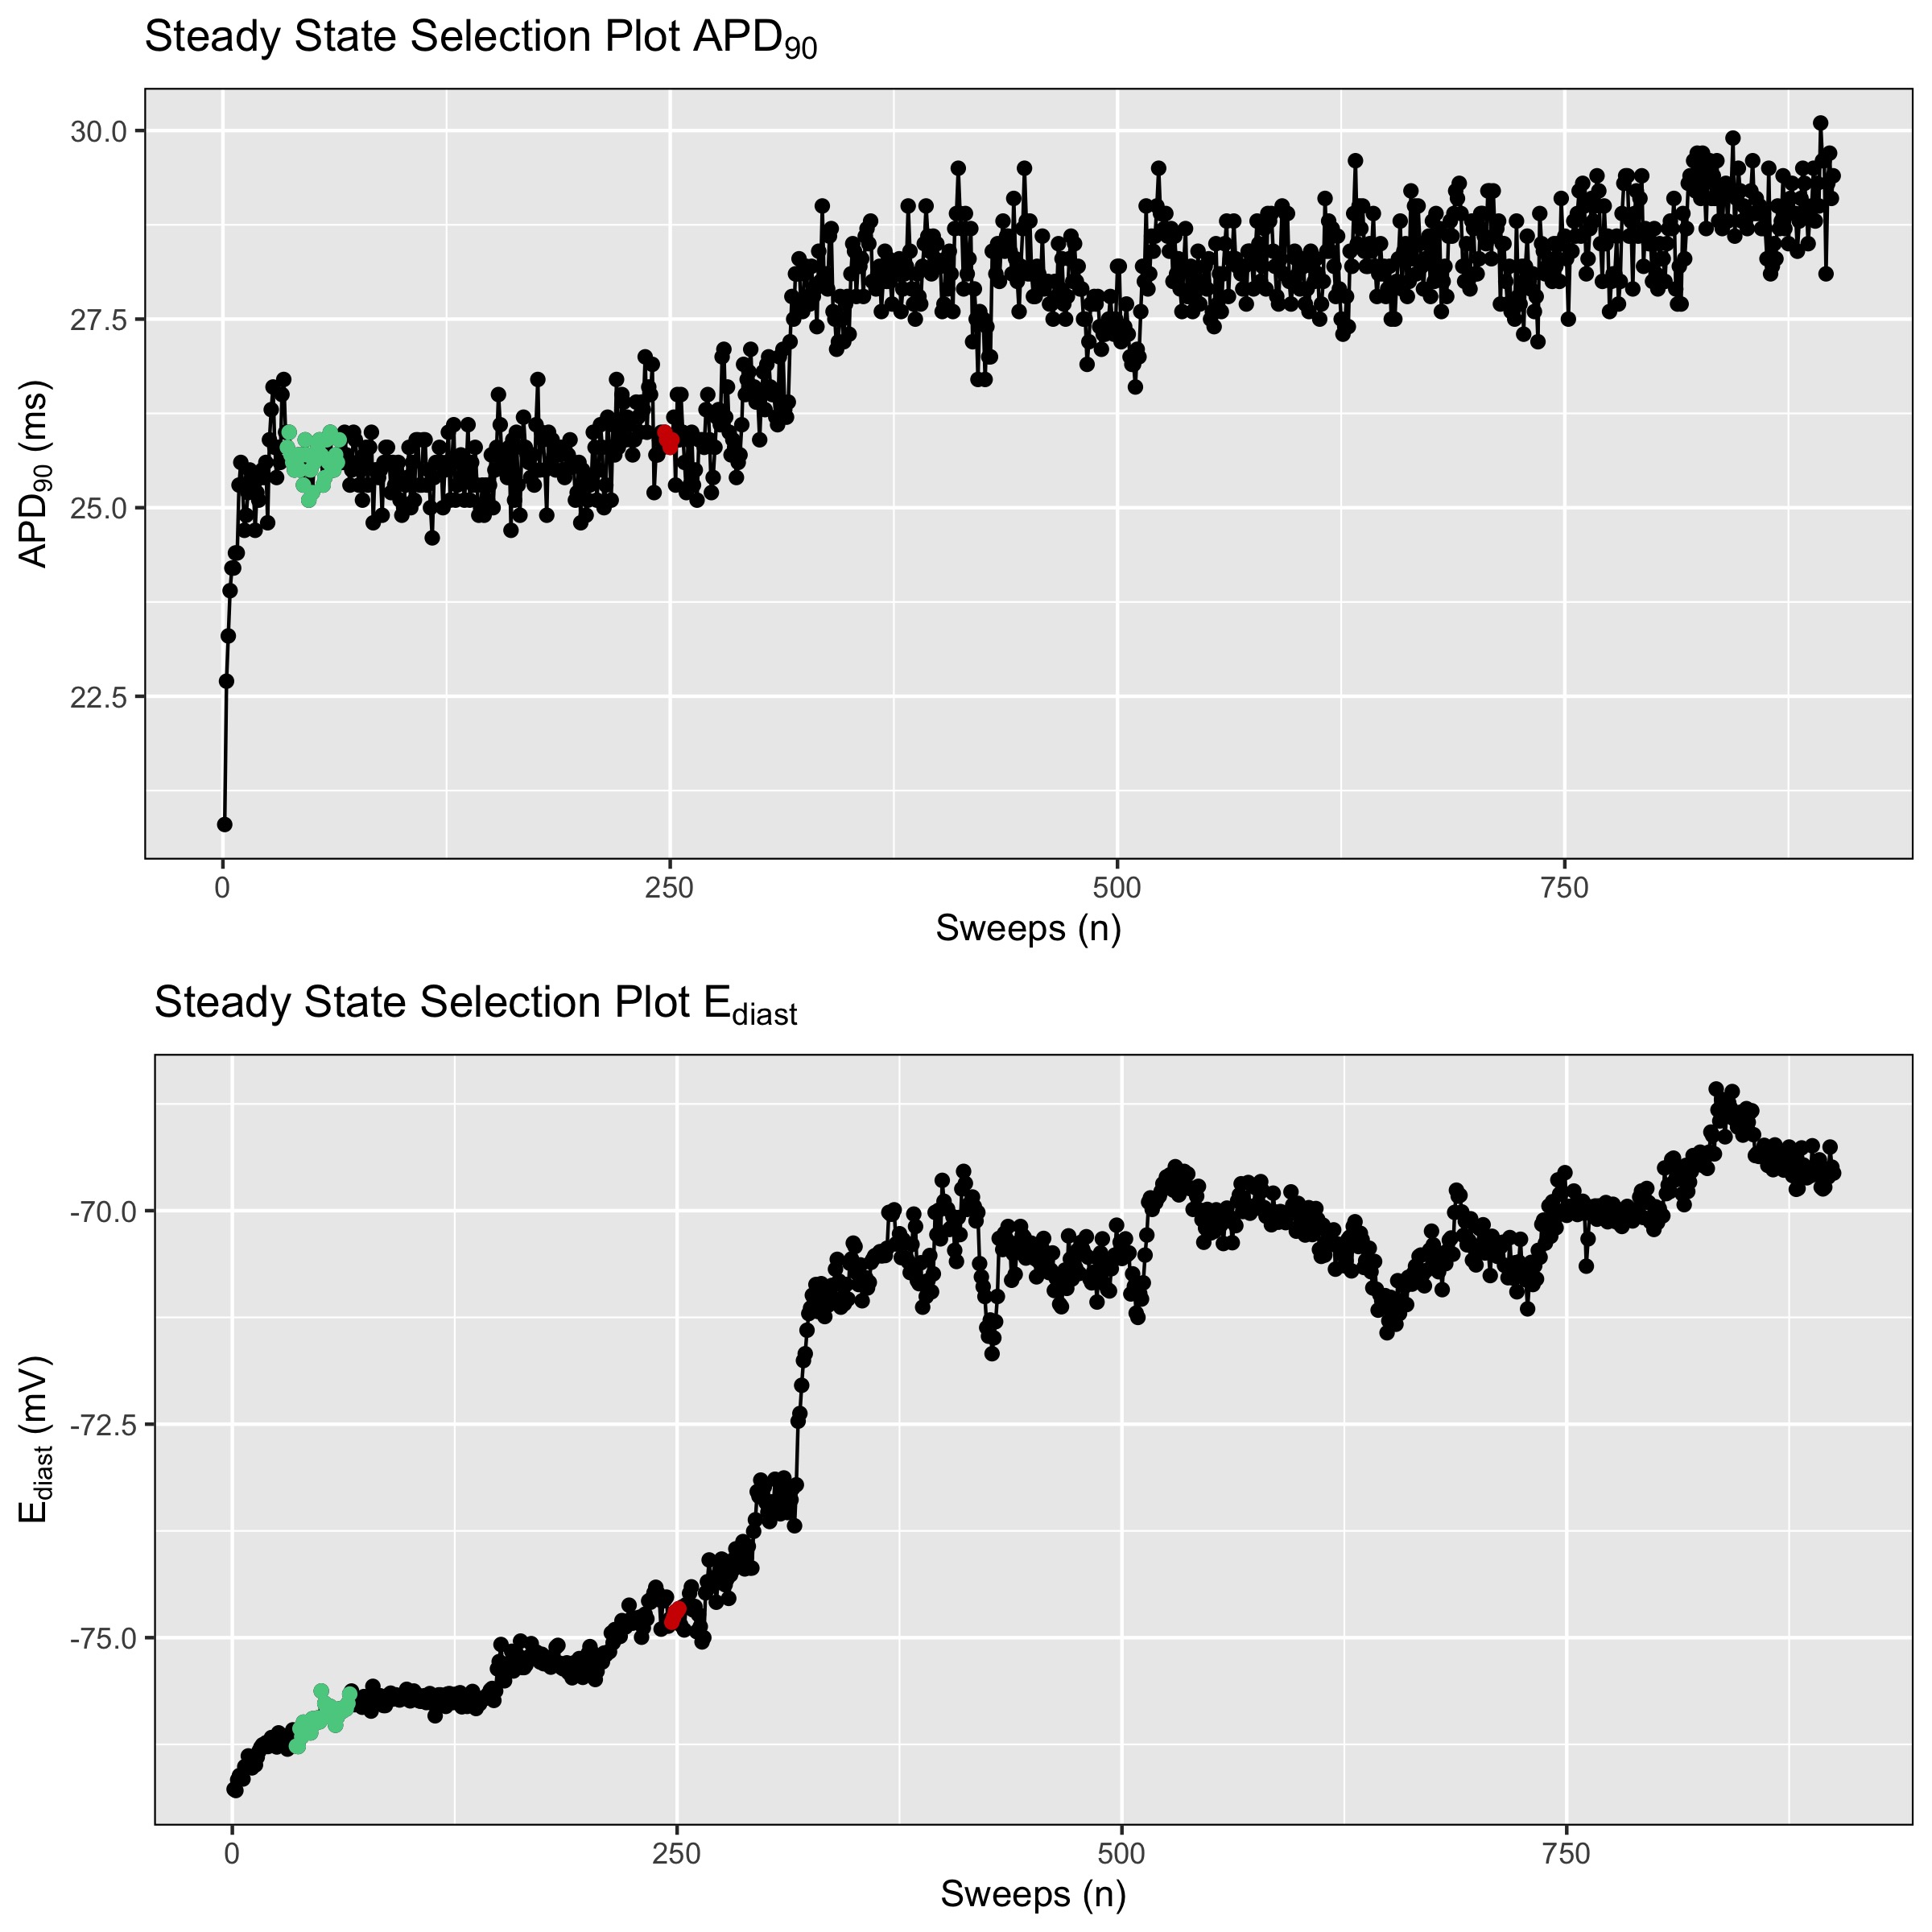 Steady State Selection Plot APD90
APD90 (ms)
30.0
27.5
25.0
22.5
0 250 500 750
Sweeps (n)
Steady State Selection Plot Ediast
Ediast (mV)
-70.0
-72.5
-75.0
0 250 500 750
Sweeps (n)